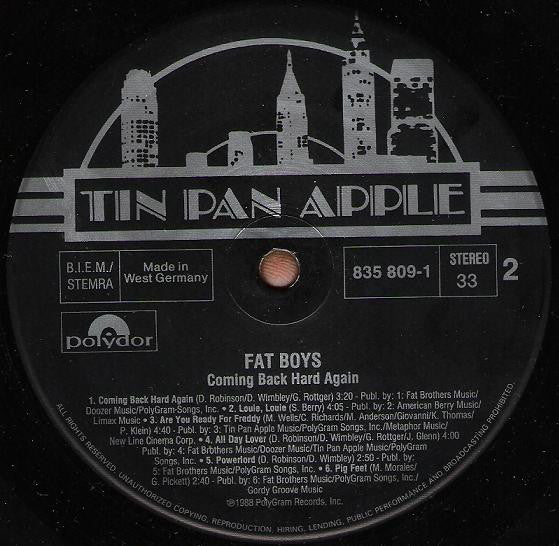 TIN PAN APPLE
B.I.E.M./
STEMRA
Made in
West Germany
835 809-1
STEREO
33
2
polydor
FAT BOYS
Coming Back Hard Again
1. Coming Back Hard Again (D. Robinson/D. Wimbley/G. Rottger) 3:20 - Publ. by: 1: Fat Brothers Music/
Doozer Music/PolyGram-Songs, Inc. • 2. Louie, Louie (S. Berry) 4:05 - Publ. by: 2: American Berry Music/
Limax Music • 3. Are You Ready For Freddy (M. Wells/C. Richards/M. Anderson/Giovanni/K. Thomas/
P. Klein) 4:40 - Publ. by: 3: Tin Pan Apple Music/PolyGram Songs, Inc./Metaphor Music/
New Line Cinema Corp. • 4. All Day Lover (D. Robinson/D. Wimbley/G. Rottger/J. Glenn) 4:00
Publ. by: 4: Fat Brothers Music/Doozer Music/Tin Pan Apple Music/PolyGram
Songs, Inc. • 5. Powerlord (D. Robinson/D. Wimbley) 2:50 - Publ. by:
5: Fat Brothers Music/PolyGram Songs, Inc. • 6. Pig Feet (M. Morales/
G. Pickett) 4:20 - Publ. by: 6: Fat Brothers Music/PolyGram Songs, Inc./
Gordy Groove Music
℗1988 PolyGram Records, Inc.
ALL RIGHTS RESERVED. UNAUTHORIZED COPYING, REPRODUCTION, HIRING, LENDING, PUBLIC PERFORMANCE AND BROADCASTING PROHIBITED